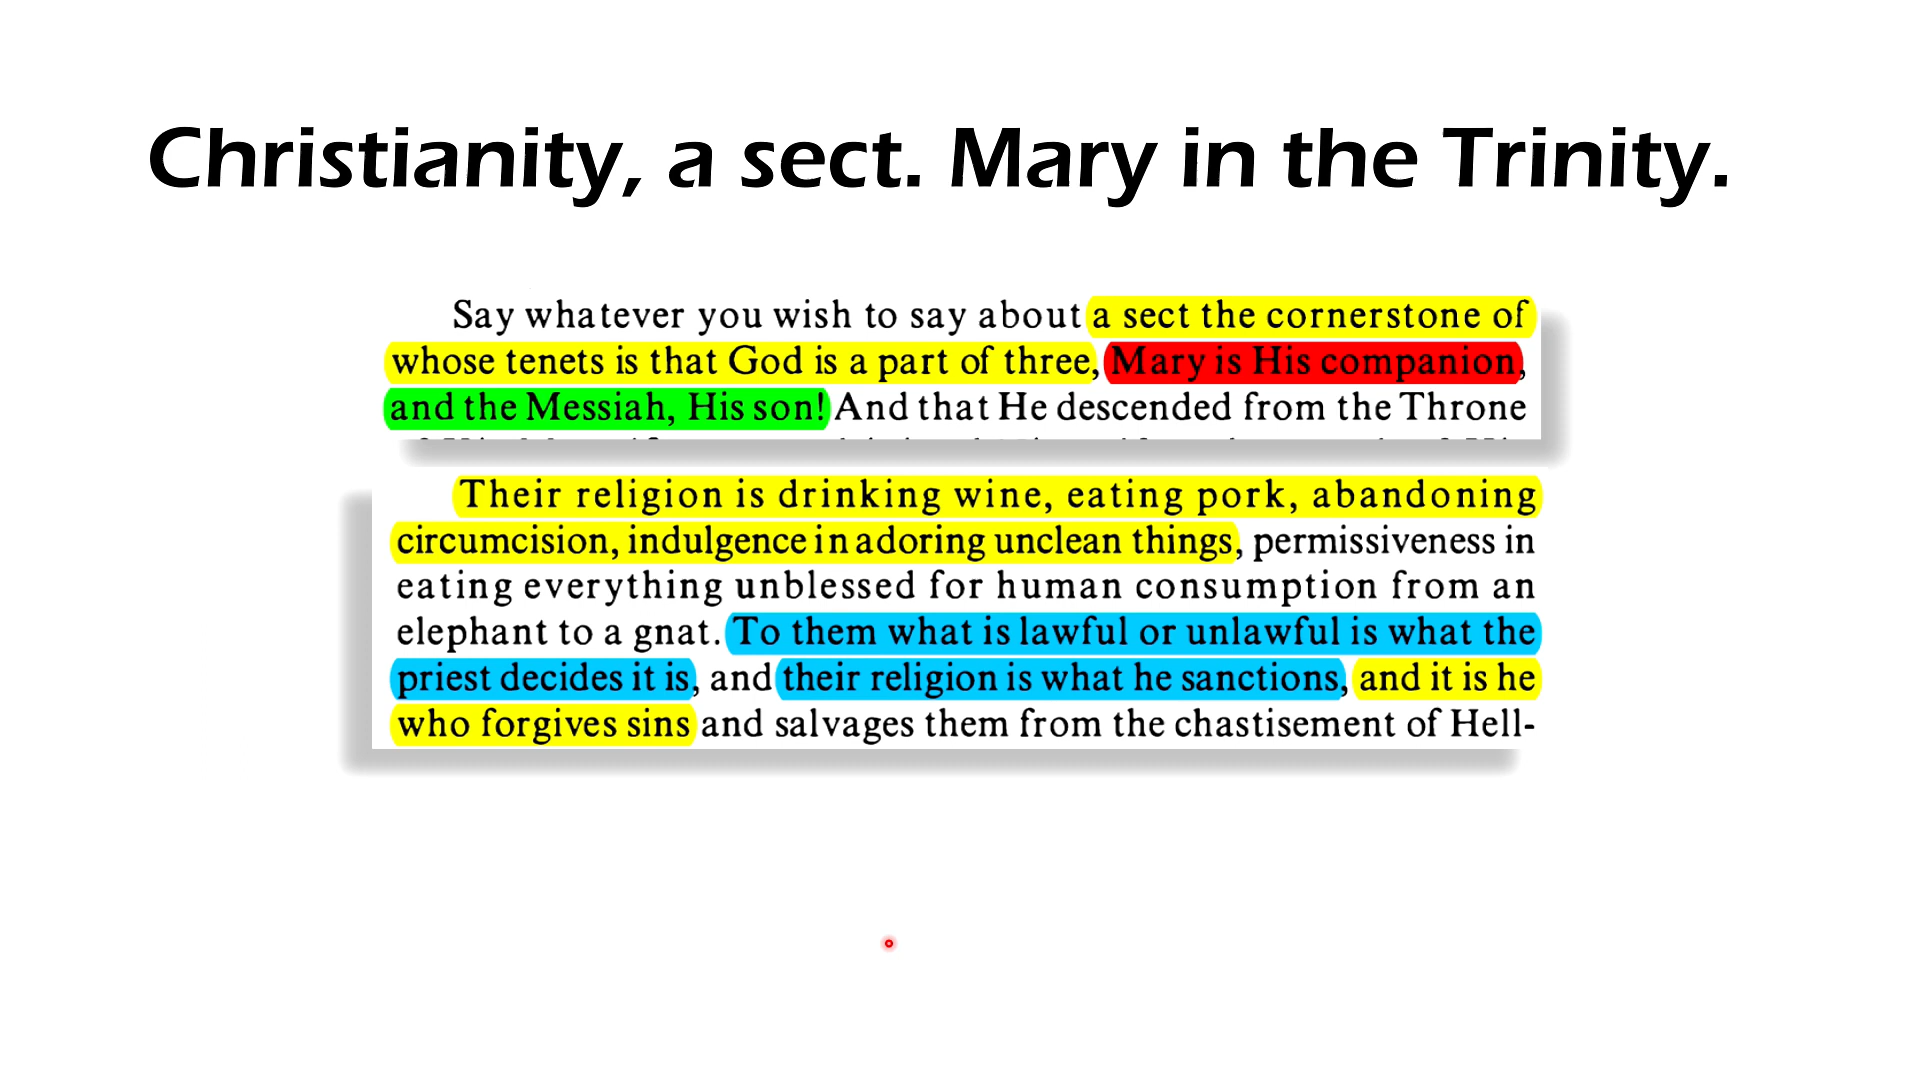 Christianity, a sect. Mary in the Trinity.
Say whatever you wish to say about a sect the cornerstone of
whose tenets is that God is a part of three, Mary is His companion,
and the Messiah, His son! And that He descended from the Throne
Their religion is drinking wine, eating pork, abandoning
circumcision, indulgence in adoring unclean things, permissiveness in
eating everything unblessed for human consumption from an
elephant to a gnat. To them what is lawful or unlawful is what the
priest decides it is, and their religion is what he sanctions, and it is he
who forgives sins and salvages them from the chastisement of Hell-